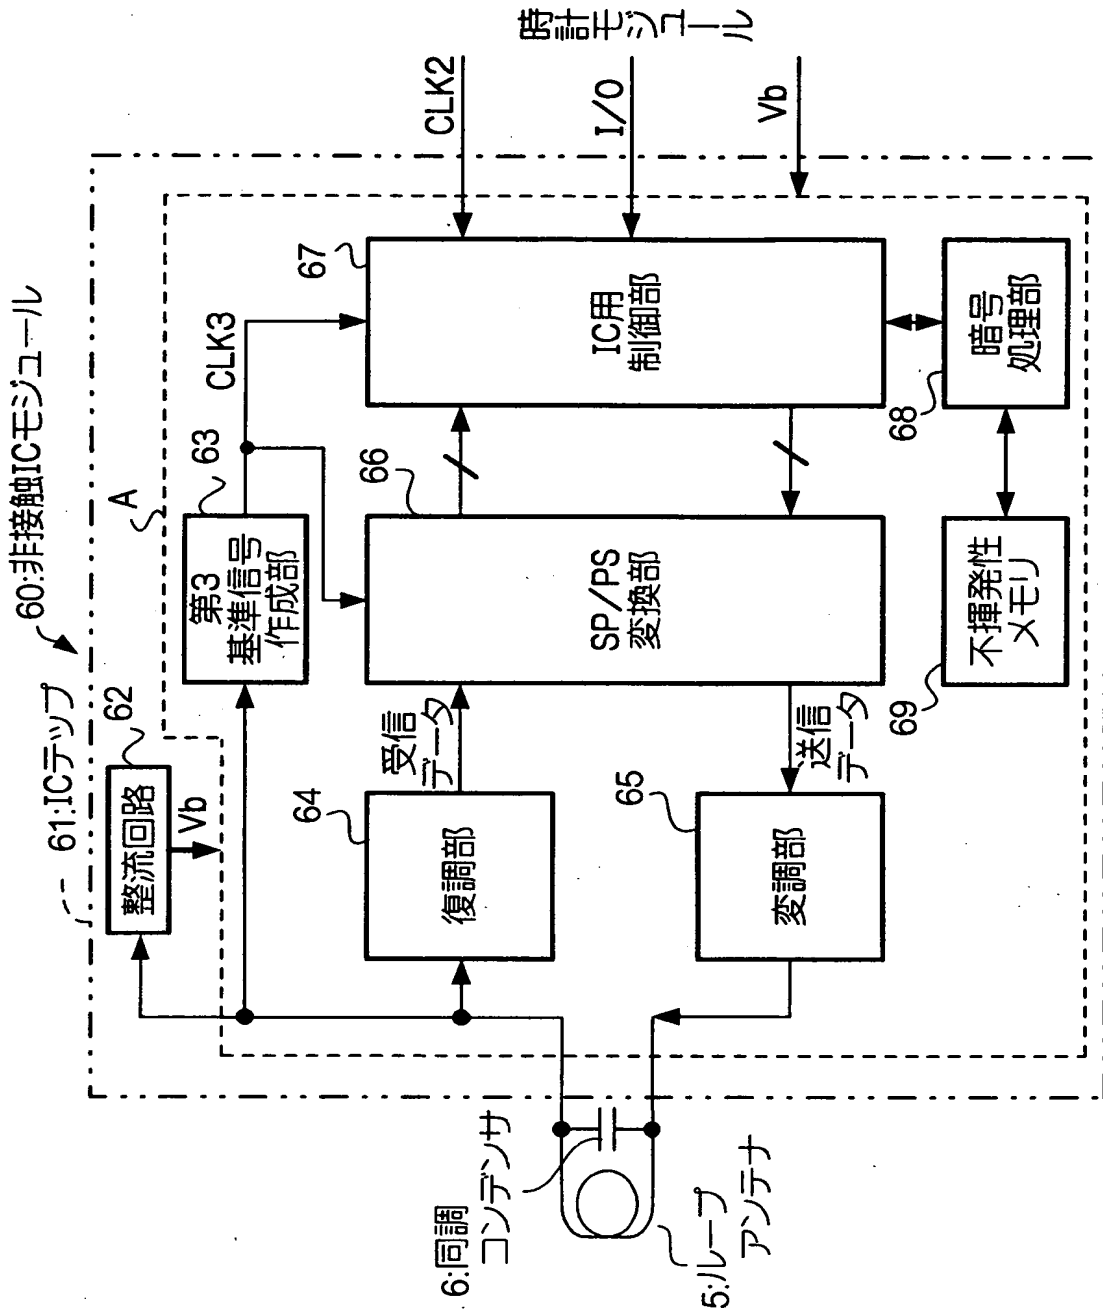 60:非接触ICモジュール
61:ICテップ
62
整流回路
Vb
A
63
第3
基準信号
作成部
CLK3
67
IC用
制御部
CLK2
I/O
Vb
時計モジュール
64
復調部
受信
データ
66
SP/PS
変換部
65
変調部
送信
データ
68
暗号
処理部
69
不揮発性
メモリ
6:同調
コンデンサ
5:ループ
アンテナ